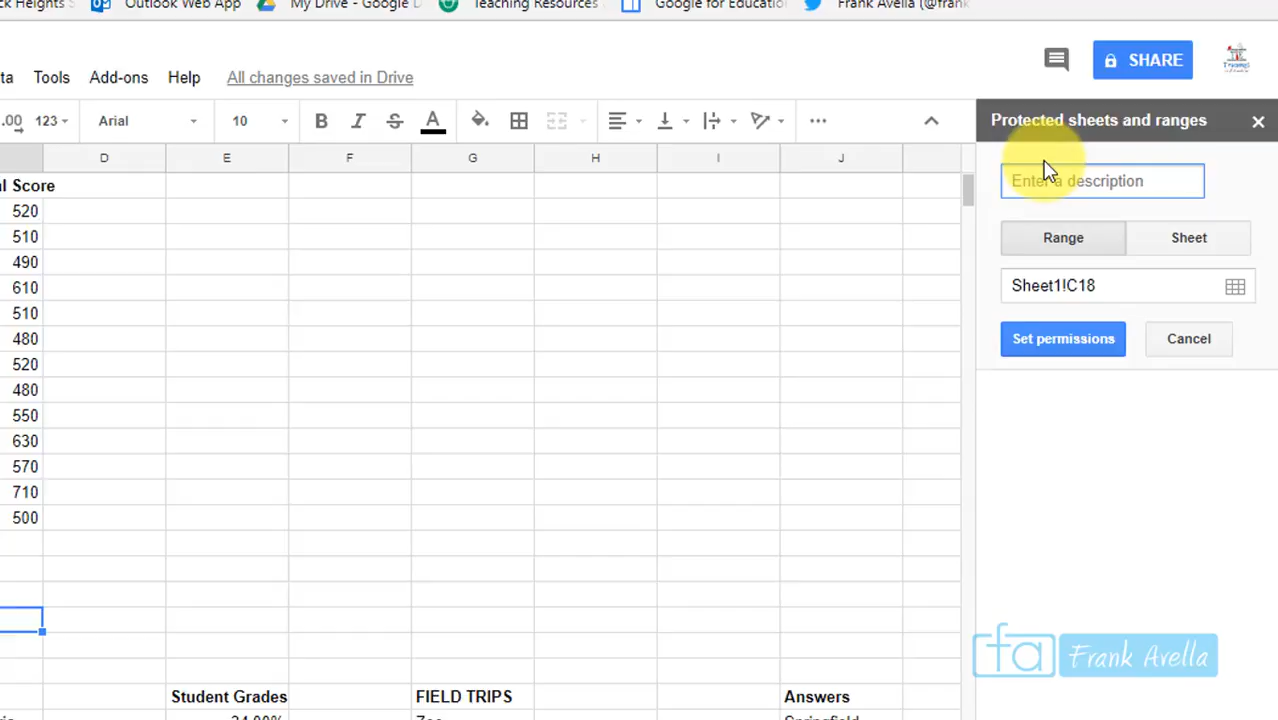 Outlook Web App My Drive - Google D Teaching Resources Google for Educatio Frank Avella (@frank
Tools Add-ons Help All changes saved in Drive SHARE
.00 123 Arial 10 B I S A
Protected sheets and ranges
D E F G H I J
l Score
Enter a description
520
510
Range Sheet
490
610
Sheet1!C18
510
480
Set permissions Cancel
520
480
550
630
570
710
500
fa Frank Avella
Student Grades FIELD TRIPS Answers